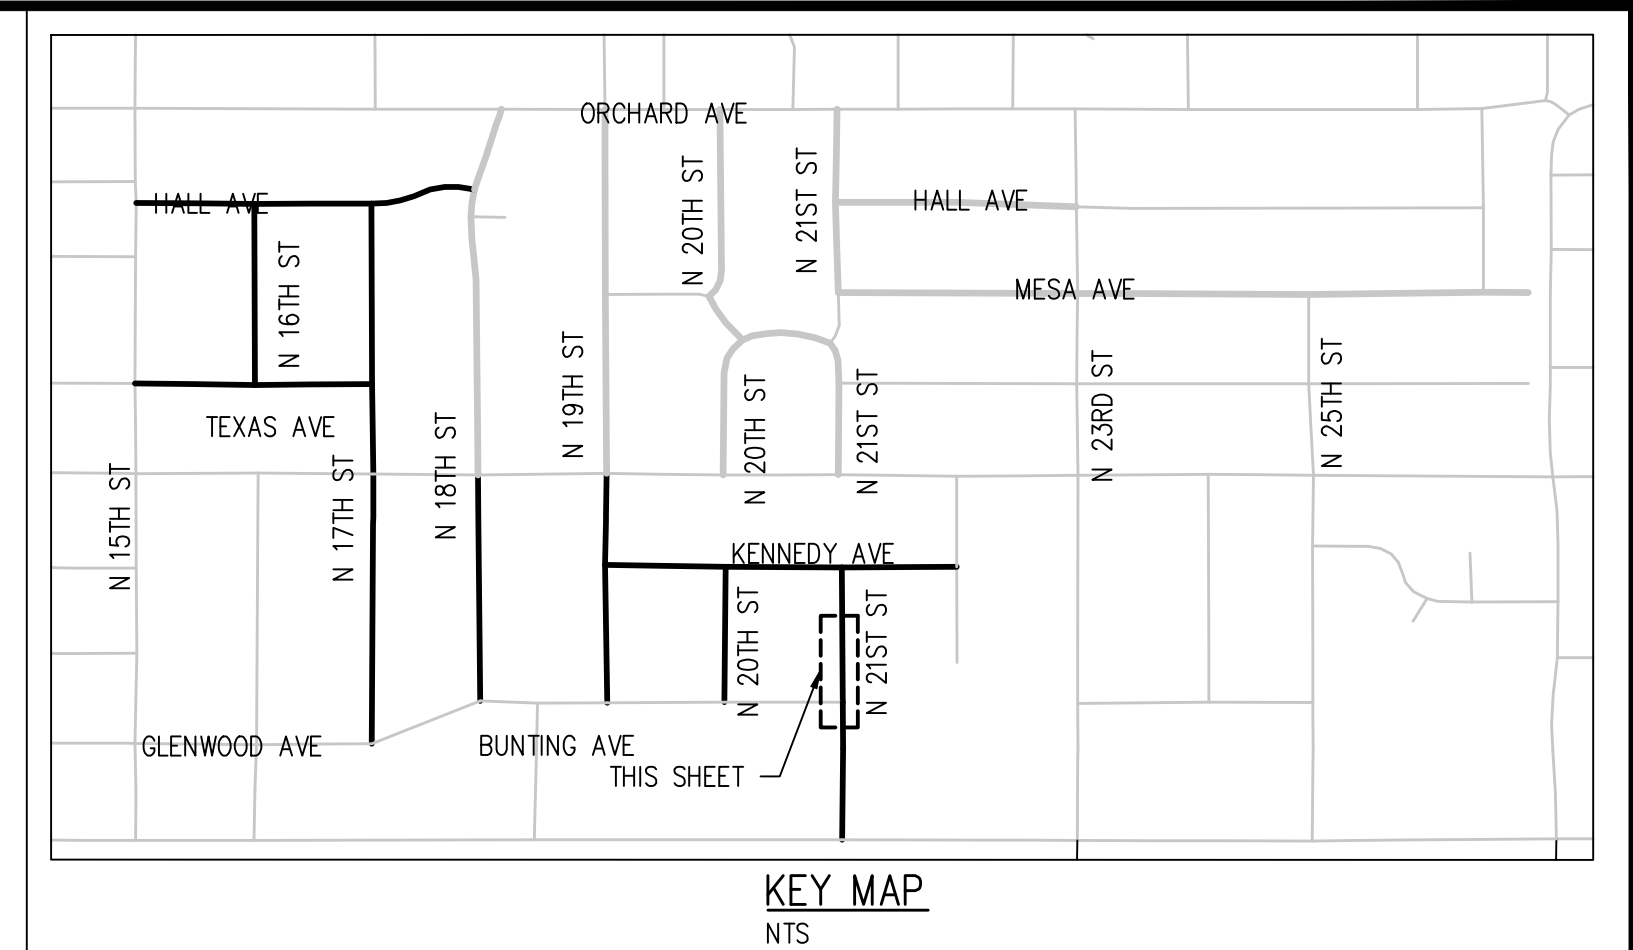 ORCHARD AVE
HALL AVE
N 16TH ST
N 20TH ST
N 21ST ST
HALL AVE
MESA AVE
TEXAS AVE
N 15TH ST
N 17TH ST
N 18TH ST
N 19TH ST
N 20TH ST
N 21ST ST
N 23RD ST
N 25TH ST
KENNEDY AVE
N 20TH ST
N 21ST ST
GLENWOOD AVE
BUNTING AVE
THIS SHEET
KEY MAP
NTS